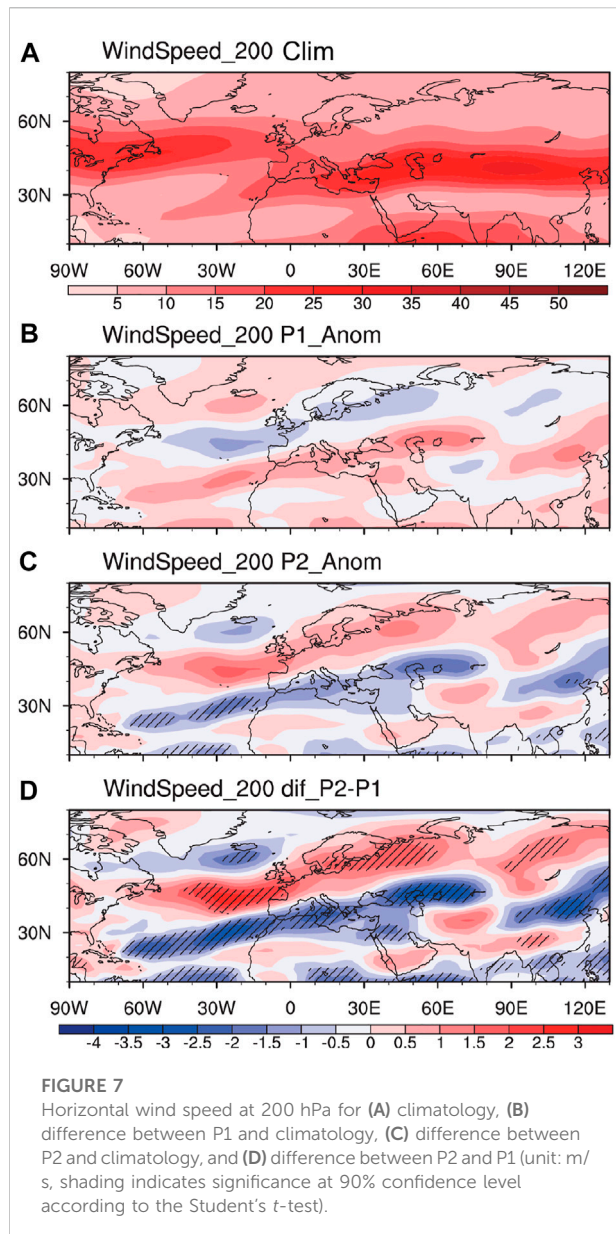 A WindSpeed_200 Clim
60N
30N
90W 60W 30W 0 30E 60E 90E 120E
5 10 15 20 25 30 35 40 45 50
B WindSpeed_200 P1_Anom
60N
30N
C WindSpeed_200 P2_Anom
60N
30N
D WindSpeed_200 dif_P2-P1
60N
30N
90W 60W 30W 0 30E 60E 90E 120E
-4 -3.5 -3 -2.5 -2 -1.5 -1 -0.5 0 0.5 1 1.5 2 2.5 3
FIGURE 7
Horizontal wind speed at 200 hPa for (A) climatology, (B)
difference between P1 and climatology, (C) difference between
P2 and climatology, and (D) difference between P2 and P1 (unit: m/
s, shading indicates significance at 90% confidence level
according to the Student's t-test).